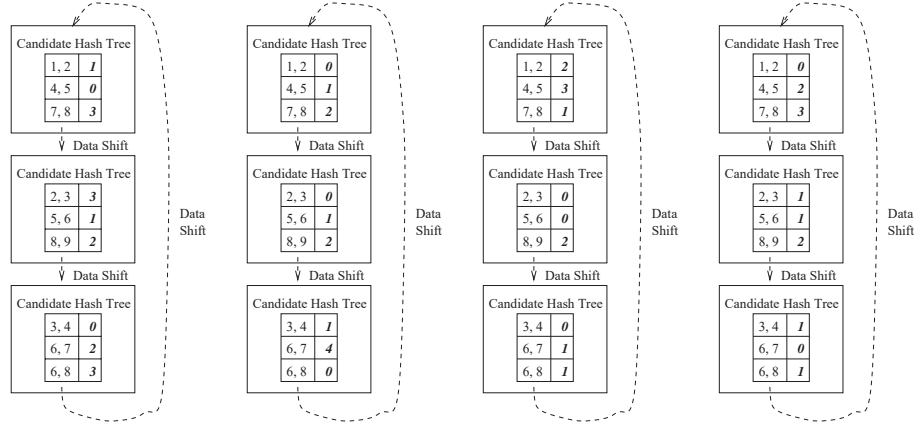 Candidate Hash Tree
1, 2 1
4, 5 0
7, 8 3
Data Shift
Candidate Hash Tree
2, 3 3
5, 6 1
8, 9 2
Data Shift
Candidate Hash Tree
3, 4 0
6, 7 2
6, 8 3
Data
Shift
Candidate Hash Tree
1, 2 0
4, 5 1
7, 8 2
Data Shift
Candidate Hash Tree
2, 3 0
5, 6 1
8, 9 2
Data Shift
Candidate Hash Tree
3, 4 1
6, 7 4
6, 8 0
Data
Shift
Candidate Hash Tree
1, 2 2
4, 5 3
7, 8 1
Data Shift
Candidate Hash Tree
2, 3 0
5, 6 0
8, 9 2
Data Shift
Candidate Hash Tree
3, 4 0
6, 7 1
6, 8 1
Data
Shift
Candidate Hash Tree
1, 2 0
4, 5 2
7, 8 3
Data Shift
Candidate Hash Tree
2, 3 1
5, 6 1
8, 9 2
Data Shift
Candidate Hash Tree
3, 4 1
6, 7 0
6, 8 1
Data
Shift